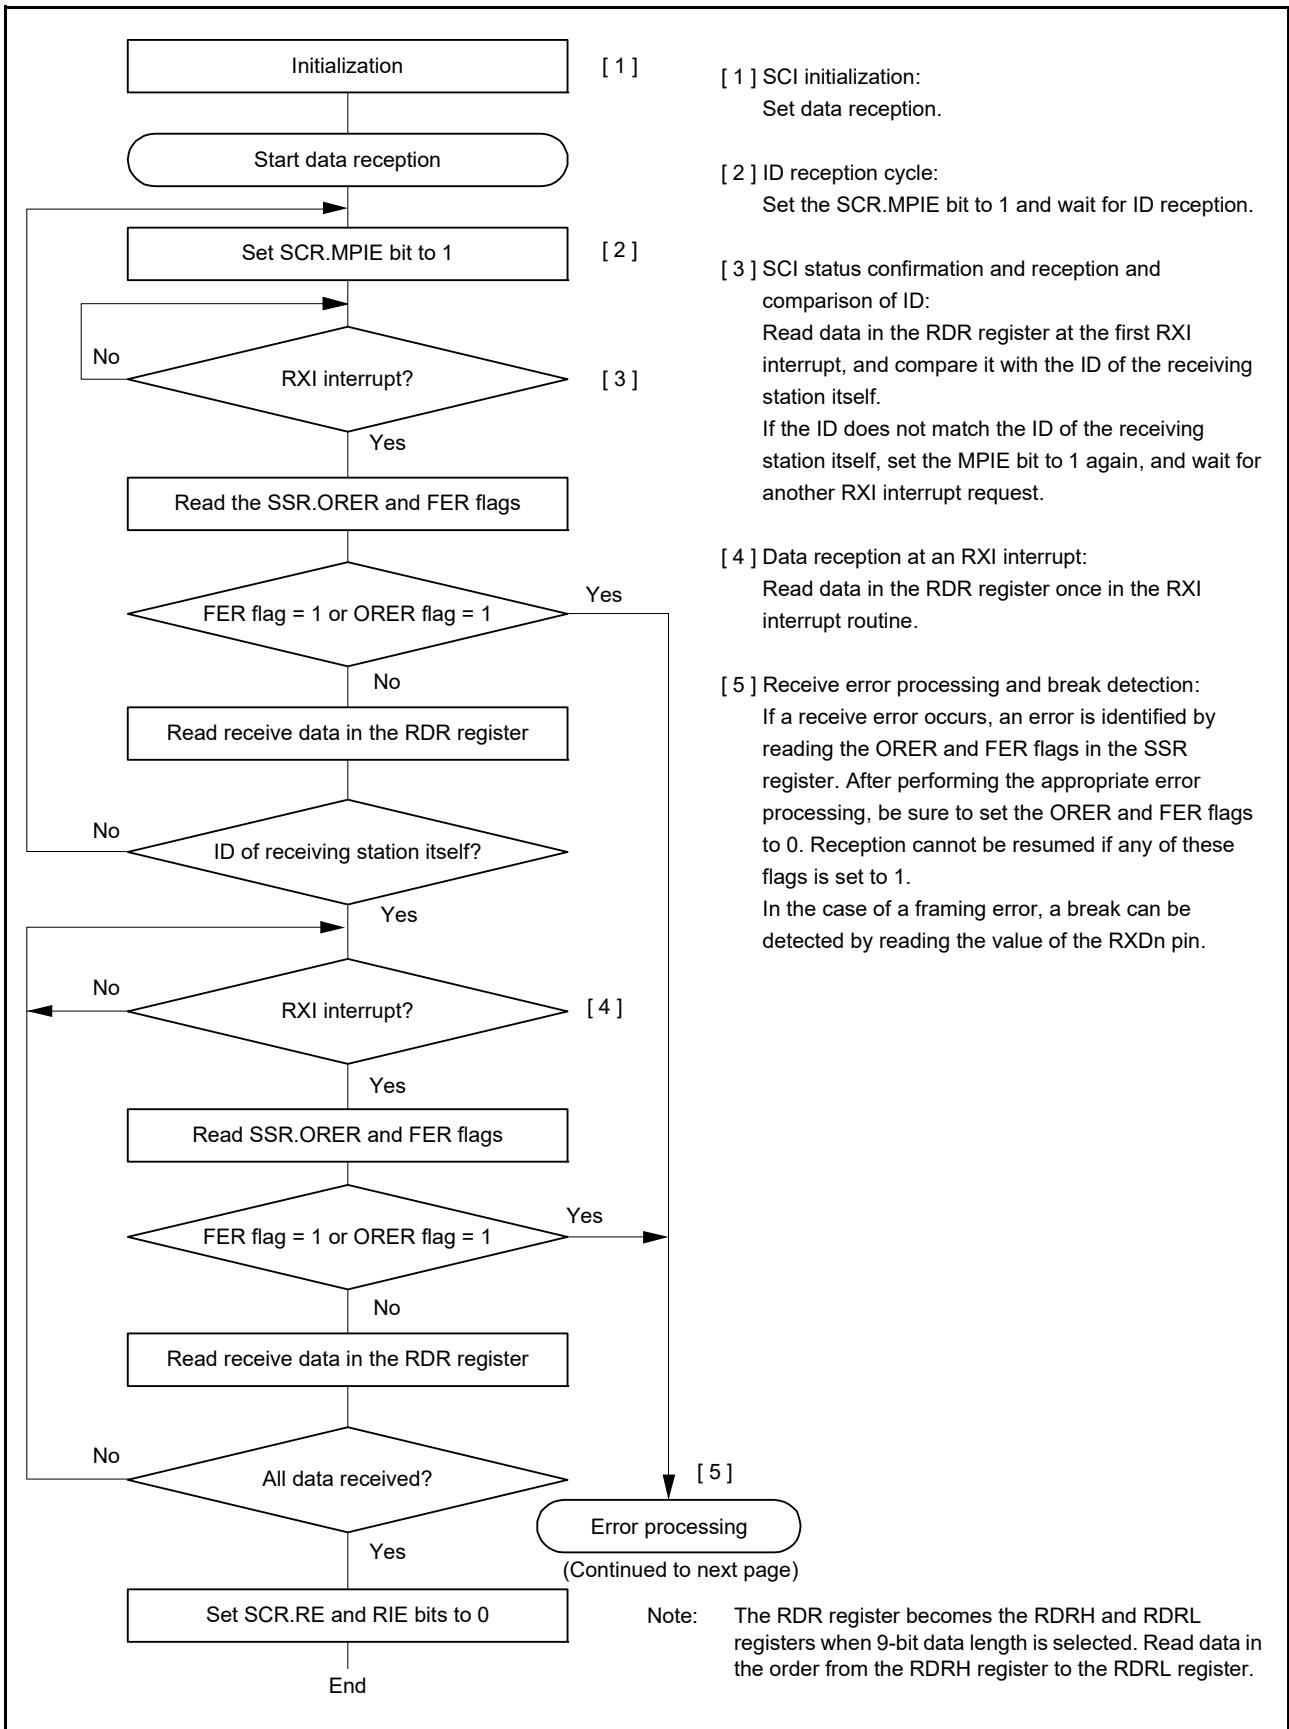 Initialization
[ 1 ]
Start data reception
Set SCR.MPIE bit to 1
[ 2 ]
No
RXI interrupt?
[ 3 ]
Yes
Read the SSR.ORER and FER flags
FER flag = 1 or ORER flag = 1
Yes
No
Read receive data in the RDR register
No
ID of receiving station itself?
Yes
No
RXI interrupt?
[ 4 ]
Yes
Read SSR.ORER and FER flags
FER flag = 1 or ORER flag = 1
Yes
No
Read receive data in the RDR register
No
All data received?
[ 5 ]
Yes
Error processing
(Continued to next page)
Set SCR.RE and RIE bits to 0
End
[ 1 ] SCI initialization:
Set data reception.
[ 2 ] ID reception cycle:
Set the SCR.MPIE bit to 1 and wait for ID reception.
[ 3 ] SCI status confirmation and reception and
comparison of ID:
Read data in the RDR register at the first RXI
interrupt, and compare it with the ID of the receiving
station itself.
If the ID does not match the ID of the receiving
station itself, set the MPIE bit to 1 again, and wait for
another RXI interrupt request.
[ 4 ] Data reception at an RXI interrupt:
Read data in the RDR register once in the RXI
interrupt routine.
[ 5 ] Receive error processing and break detection:
If a receive error occurs, an error is identified by
reading the ORER and FER flags in the SSR
register. After performing the appropriate error
processing, be sure to set the ORER and FER flags
to 0. Reception cannot be resumed if any of these
flags is set to 1.
In the case of a framing error, a break can be
detected by reading the value of the RXDn pin.
Note: The RDR register becomes the RDRH and RDRL
registers when 9-bit data length is selected. Read data in
the order from the RDRH register to the RDRL register.